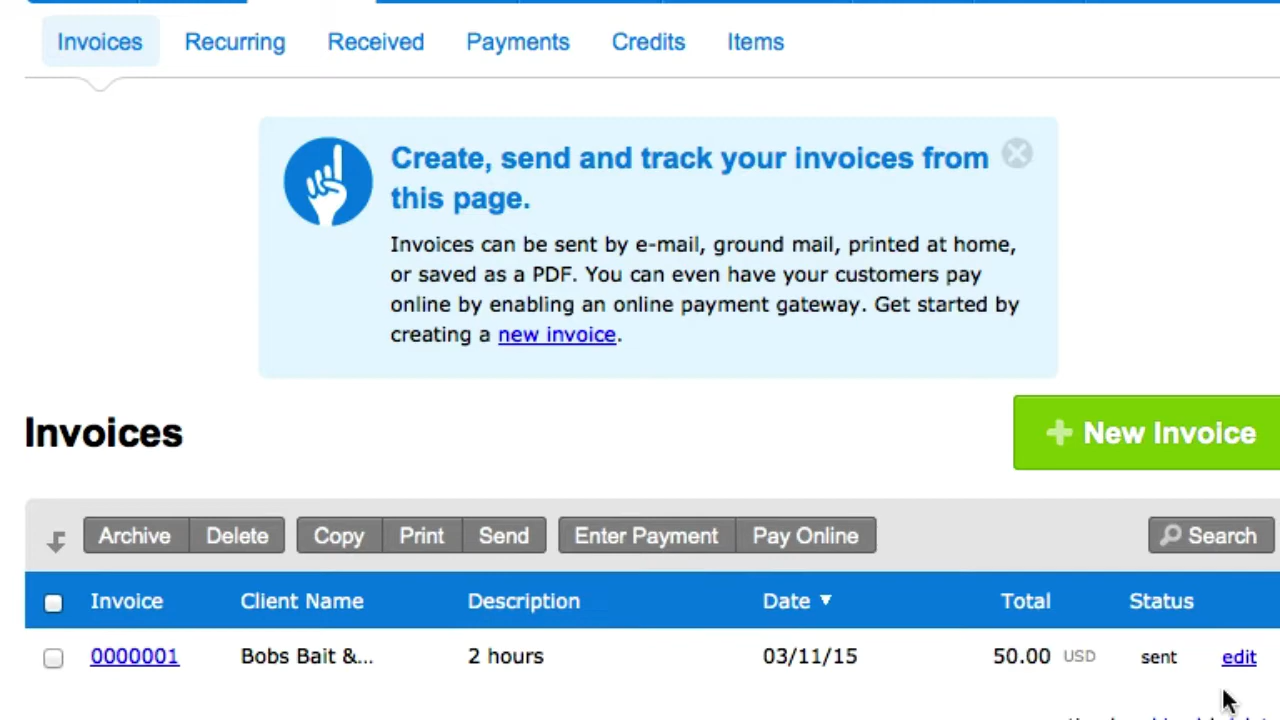 Invoices Recurring Received Payments Credits Items
Create, send and track your invoices from
this page.
Invoices can be sent by e-mail, ground mail, printed at home,
or saved as a PDF. You can even have your customers pay
online by enabling an online payment gateway. Get started by
creating a new invoice.
Invoices
New Invoice
Archive Delete Copy Print Send Enter Payment Pay Online Search
Invoice Client Name Description Date ▼ Total Status
0000001 Bobs Bait &... 2 hours 03/11/15 50.00 USD sent edit